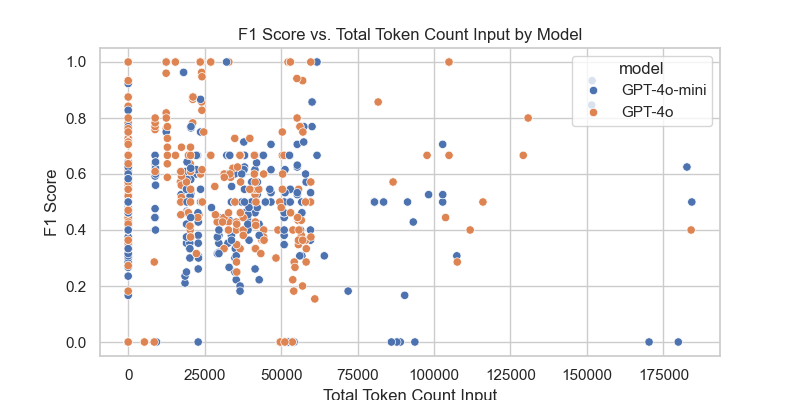 F1 Score vs. Total Token Count Input by Model
model
GPT-4o-mini
GPT-4o
F1 Score
1.0
0.8
0.6
0.4
0.2
0.0
0 25000 50000 75000 100000 125000 150000 175000
Total Token Count Input